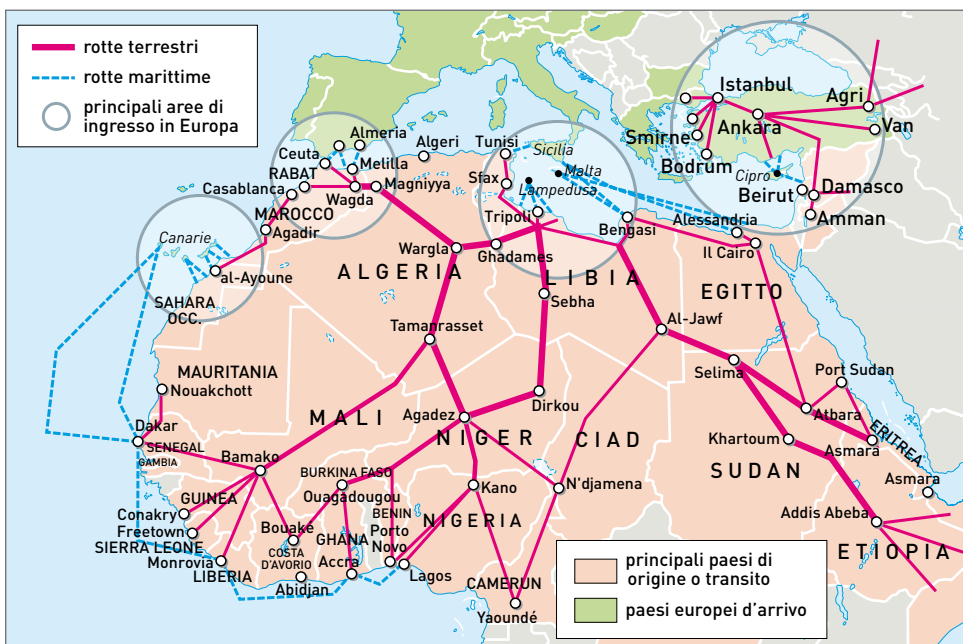 rotte terrestri
rotte marittime
principali aree di
ingresso in Europa
Istanbul
Agri
Ankara
Van
Smirne
Bodrum
Cipro
Beirut
Damasco
Amman
Almeria
Ceuta
Melilla
Algeri
Tunisi
Sicilia
Malta
Lampedusa
Sfax
RABAT
Casablanca
Magniyya
Wagda
MAROCCO
Agadir
Tripoli
Bengasi
Alessandria
Il Cairo
Canarie
Wargla
Ghadames
ALGERIA
LIBIA
EGITTO
al-Ayoune
SAHARA
OCC.
Sebha
Al-Jawf
Tamanrasset
Selima
Port Sudan
MAURITANIA
Nouakchott
Dirkou
Atbara
MALI
Agadez
NIGER
CIAD
ERITREA
Dakar
SENEGAL
GAMBIA
Bamako
Khartoum
Asmara
SUDAN
BURKINA FASO
Ouagadougou
Kano
N'djamena
Asmara
GUINEA
BENIN
Conakry
Freetown
Bouaké
GHANA
Porto
Novo
NIGERIA
Addis Abeba
SIERRA LEONE
COSTA
D'AVORIO
Monrovia
LIBERIA
Accra
Lagos
Abidjan
CAMERUN
Yaoundé
ETIOPIA
principali paesi di
origine o transito
paesi europei d'arrivo